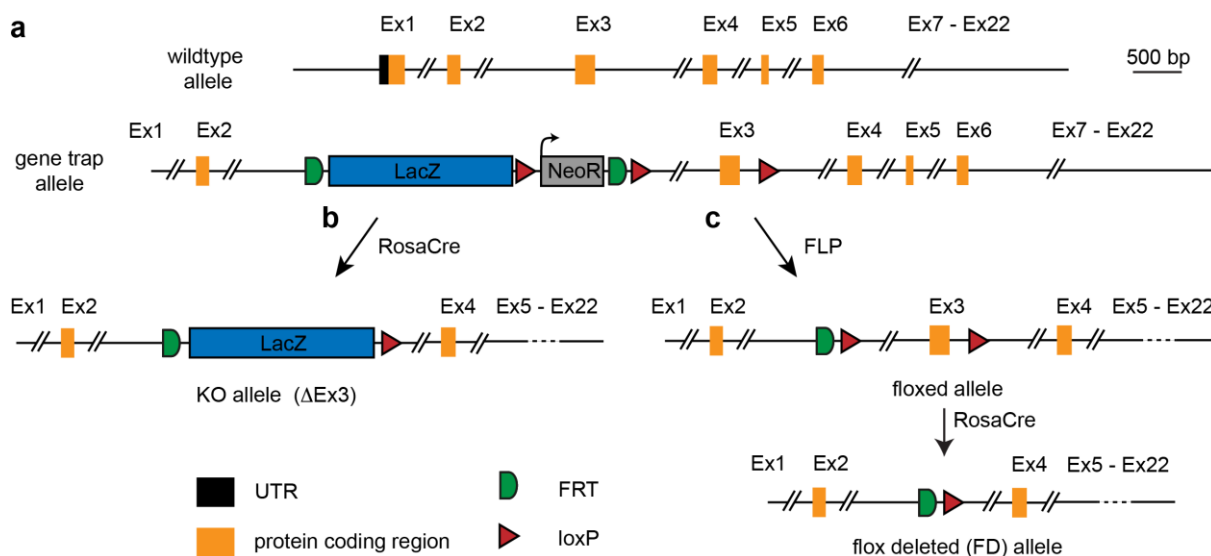 a
Ex1 Ex2 Ex3 Ex4 Ex5 Ex6 Ex7 - Ex22
wildtype
allele
500 bp
Ex1 Ex2 Ex3 Ex4 Ex5 Ex6 Ex7 - Ex22
gene trap
allele
LacZ NeoR
b c
RosaCre FLP
Ex1 Ex2 Ex4 Ex5 - Ex22
LacZ
KO allele (ΔEx3)
Ex1 Ex2 Ex3 Ex4 Ex5 - Ex22
floxed allele
RosaCre
Ex1 Ex2 Ex4 Ex5 - Ex22
flox deleted (FD) allele
UTR FRT
protein coding region loxP